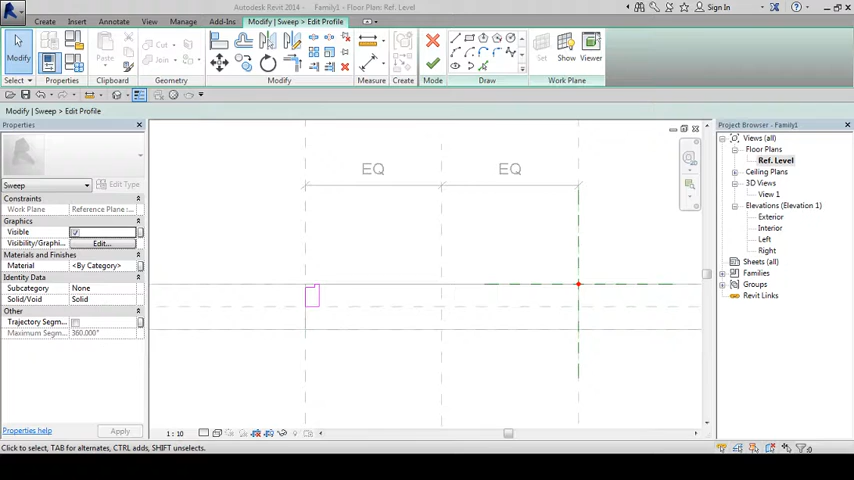 Autodesk Revit 2014 - Family1 - Floor Plan: Ref. Level
Sign In
Create Insert Annotate View Manage Add-Ins Modify | Sweep > Edit Profile
Modify
Paste
Cut
Join
Create
Set Show Viewer
Select Properties Clipboard Geometry Modify Measure Create Mode Draw Work Plane
Modify | Sweep > Edit Profile
Properties
Sweep
Edit Type
Constraints
Work Plane Reference Plane: ...
Graphics
Visible
Visibility/Graphi... Edit...
Materials and Finishes
Material <By Category>
Identity Data
Subcategory None
Solid/Void Solid
Other
Trajectory Segm...
Maximum Segm... 360.000°
Properties help
Apply
EQ EQ
1 : 10
Project Browser - Family1
Views (all)
Floor Plans
Ref. Level
Ceiling Plans
3D Views
View 1
Elevations (Elevation 1)
Exterior
Interior
Left
Right
Sheets (all)
Families
Groups
Revit Links
Click to select, TAB for alternates, CTRL adds, SHIFT unselects.
:0